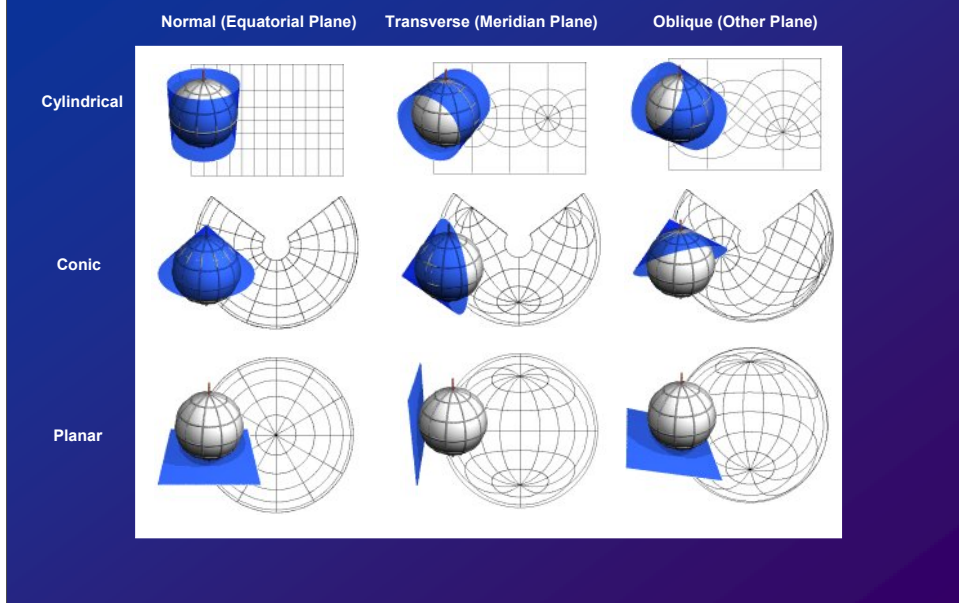 Normal (Equatorial Plane)
Transverse (Meridian Plane)
Oblique (Other Plane)
Cylindrical
Conic
Planar